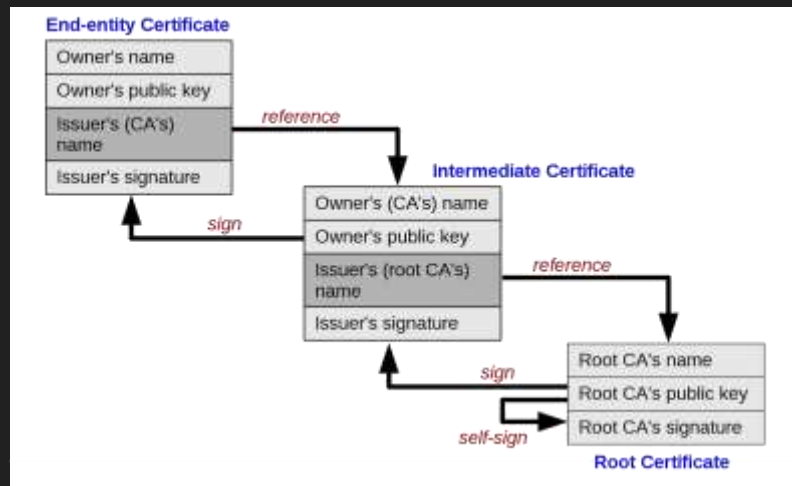 End-entity Certificate
Owner's name
Owner's public key
Issuer's (CA's)
name
Issuer's signature
reference
sign
Intermediate Certificate
Owner's (CA's) name
Owner's public key
Issuer's (root CA's)
name
Issuer's signature
reference
sign
self-sign
Root CA's name
Root CA's public key
Root CA's signature
Root Certificate